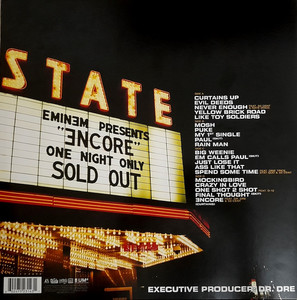 STATE
EMINEM PRESENTS
"ENCORE"
ONE NIGHT ONLY
SOLD OUT
CURTAINS UP
EVIL DEEDS
NEVER ENOUGH
YELLOW BRICK ROAD
LIKE TOY SOLDIERS
MOSH
PUKE
MY 1ST SINGLE
PAUL
RAIN MAN
BIG WEENIE
EM CALLS PAUL
JUST LOSE IT
ASS LIKE THAT
SPEND SOME TIME
MOCKINGBIRD
CRAZY IN LOVE
ONE SHOT 2 SHOT
FINAL THOUGHT
ENCORE
EXECUTIVE PRODUCER: DR. DRE